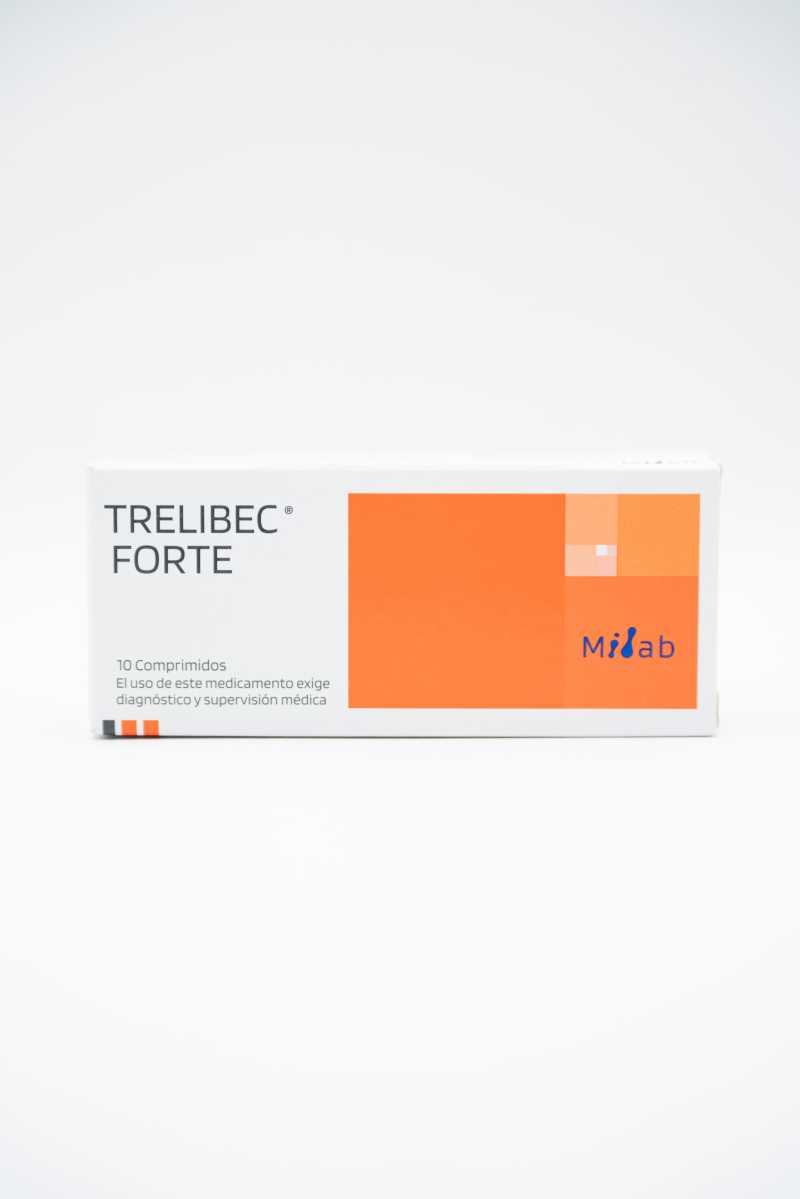 TRELIBEC ®
FORTE
10 Comprimidos
El uso de este medicamento exige
diagnóstico y supervisión médica
Milab